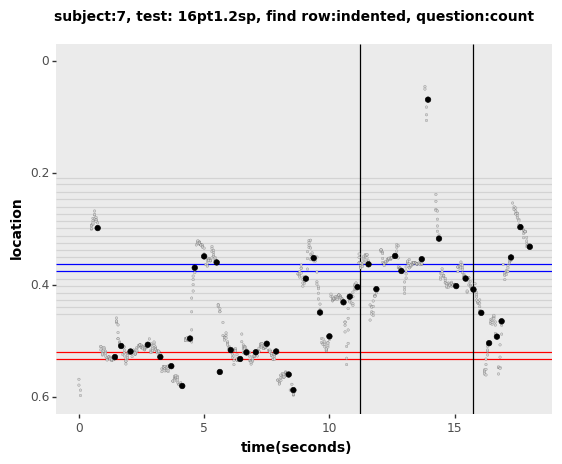 subject:7, test: 16pt1.2sp, find row:indented, question:count
0
0.2
0.4
0.6
location
0
5
10
15
time(seconds)